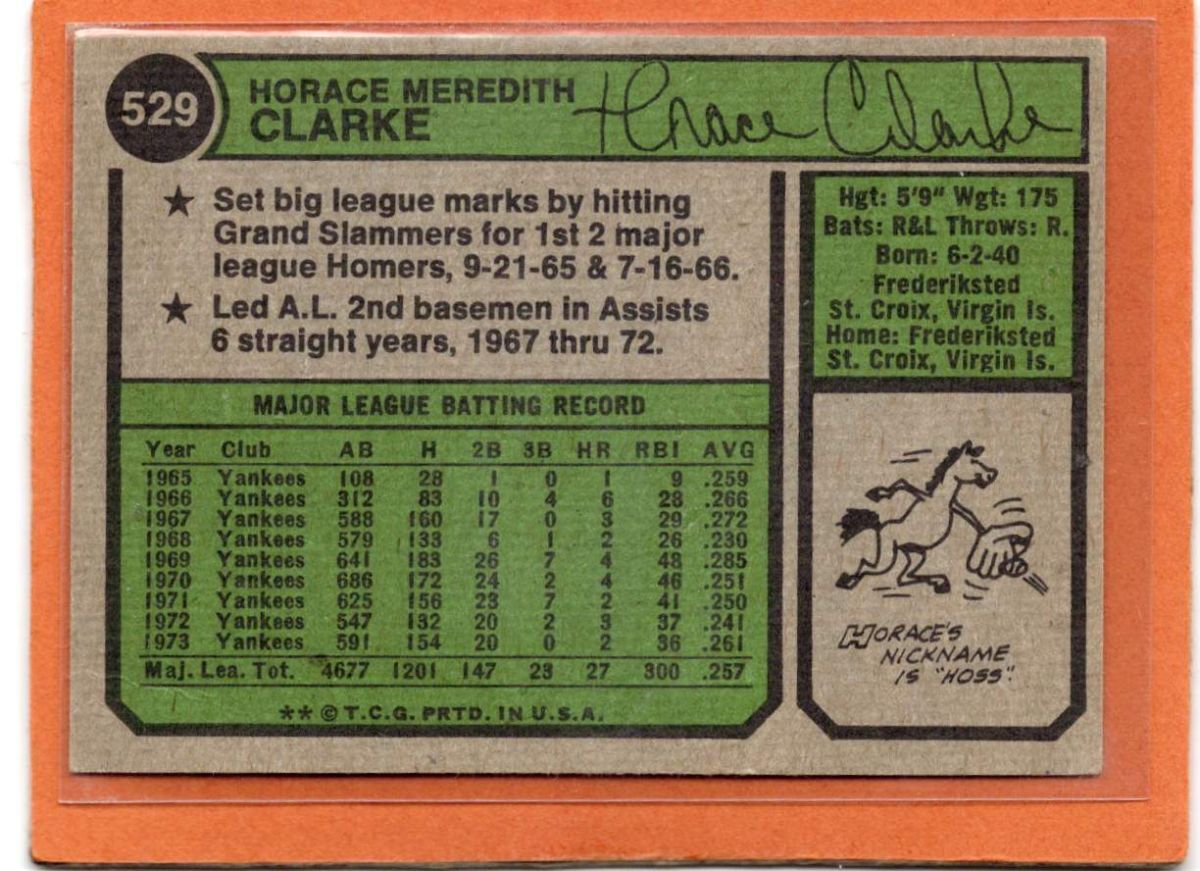 529
HORACE MEREDITH
CLARKE
Horace Clarke
★ Set big league marks by hitting
Grand Slammers for 1st 2 major
league Homers, 9-21-65 & 7-16-66.
★ Led A.L. 2nd basemen in Assists
6 straight years, 1967 thru 72.
Hgt: 5'9" Wgt: 175
Bats: R&L Throws: R.
Born: 6-2-40
Frederiksted
St. Croix, Virgin Is.
Home: Frederiksted
St. Croix, Virgin Is.
MAJOR LEAGUE BATTING RECORD
Year Club AB H 2B 3B HR RBI AVG
1965 Yankees 108 28 1 0 1 9 .259
1966 Yankees 312 83 10 4 6 28 .266
1967 Yankees 588 160 17 0 3 29 .272
1968 Yankees 579 133 6 1 2 26 .230
1969 Yankees 641 183 26 7 4 48 .285
1970 Yankees 686 172 24 2 4 46 .251
1971 Yankees 625 156 23 7 2 41 .250
1972 Yankees 547 132 20 2 3 37 .241
1973 Yankees 591 154 20 0 2 36 .261
Maj. Lea. Tot. 4677 1201 147 23 27 300 .257
** © T.C.G. PRTD. IN U.S.A.
HORACE'S
NICKNAME
IS "HOSS".